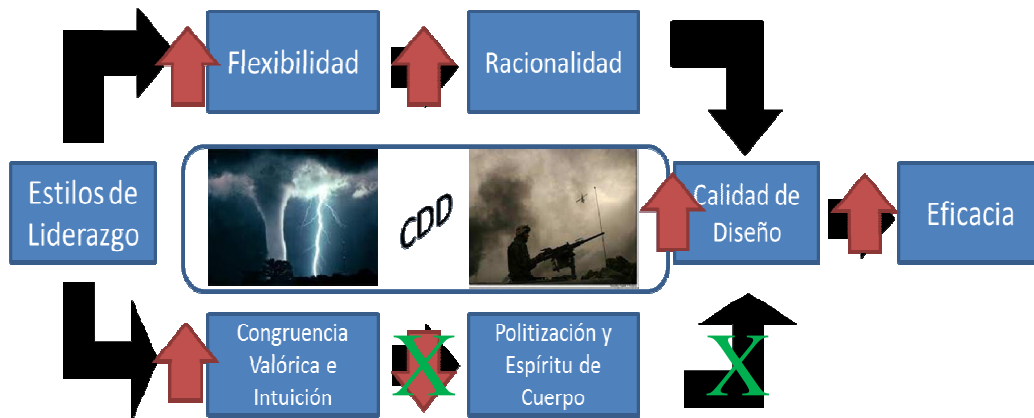 Flexibilidad
Racionalidad
Estilos de
Liderazgo
CDD
Calidad de
Diseño
Eficacia
Congruencia
Valórica e
Intuición
X
Politización y
Espíritu de
Cuerpo
X